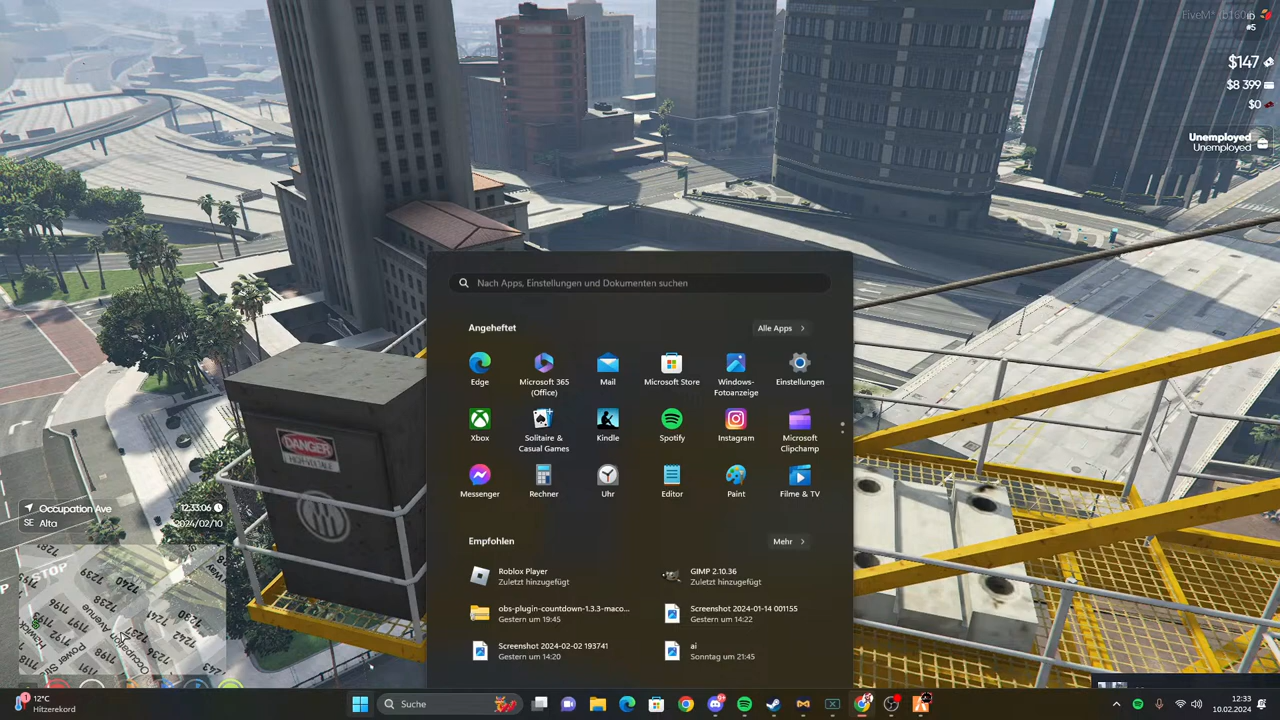 FiveM®
#5
$147
$8 399
$0
Unemployed
Unemployed
Nach Apps, Einstellungen und Dokumenten suchen
Angeheftet
Alle Apps
Edge
Microsoft 365 (Office)
Mail
Microsoft Store
Windows-Fotoanzeige
Einstellungen
Xbox
Solitaire & Casual Games
Kindle
Spotify
Instagram
Microsoft Clipchamp
Messenger
Rechner
Uhr
Editor
Paint
Filme & TV
DANGER
HIGH-VOLTAGE
Occupation Ave
SE Alta
12:33:06
2024/02/10
STOP
Empfohlen
Mehr
Roblox Player
Zuletzt hinzugefügt
GIMP 2.10.36
Zuletzt hinzugefügt
obs-plugin-countdown-1.3.3-maco...
Gestern um 19:45
Screenshot 2024-01-14 001155
Gestern um 14:22
Screenshot 2024-02-02 193741
Gestern um 14:20
ai
Sonntag um 21:45
12°C
Hitzerekord
Suche
12:33
10.02.2024